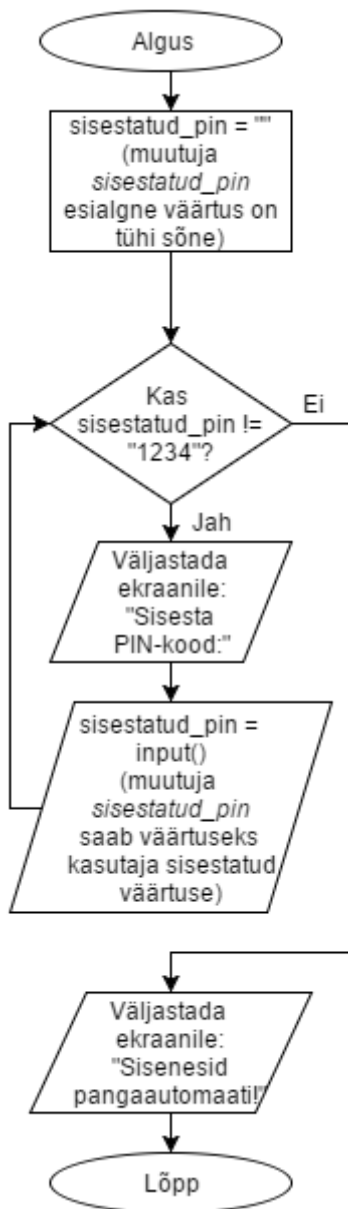 Algus
sisestatud_pin = ""
(muutuja
sisestatud_pin
esialgne väärtus on
tühi sõne)
Kas
sisestatud_pin !=
"1234"?
Ei
Jah
Väljastada
ekraanile:
"Sisesta
PIN-kood:"
sisestatud_pin =
input()
(muutuja
sisestatud_pin
saab väärtuseks
kasutaja sisestatud
väärtuse)
Väljastada
ekraanile:
"Sisenesid
pangaautomaati!"
Lõpp